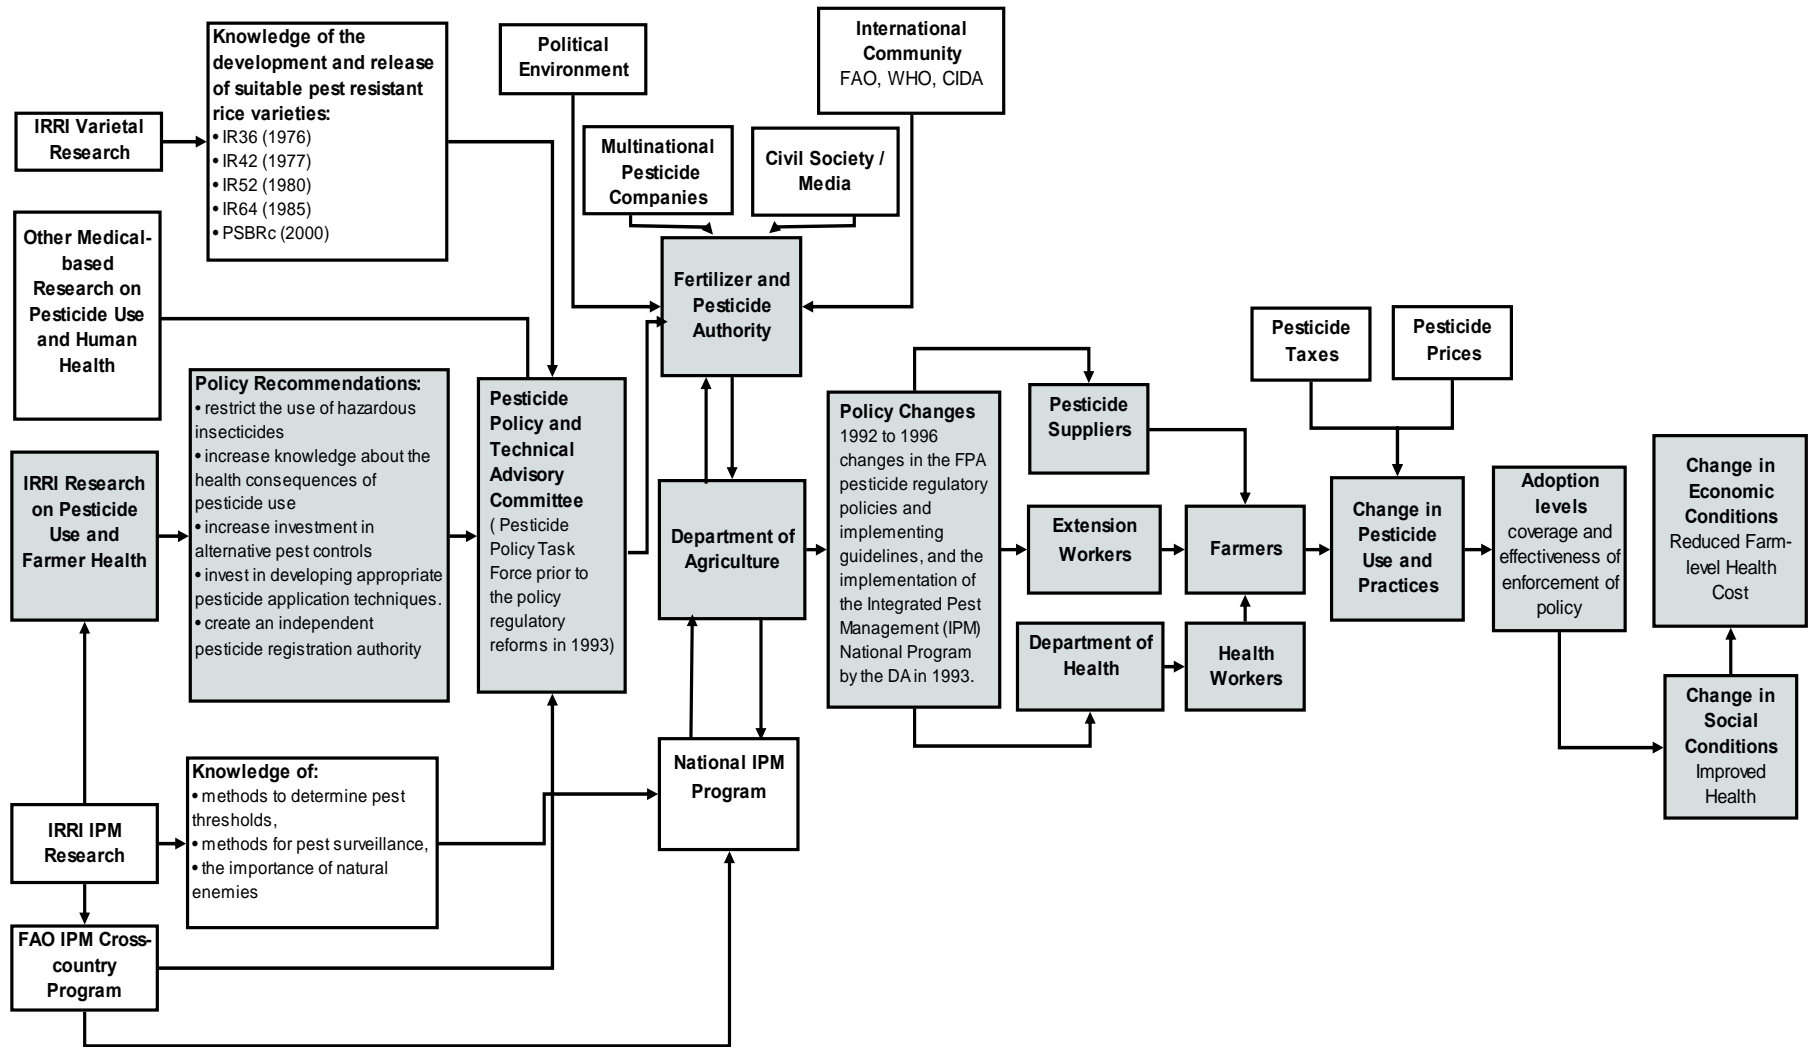 IRRI Varietal
Research
Knowledge of the
development and release
of suitable pest resistant
rice varieties:
• IR36 (1976)
• IR42 (1977)
• IR52 (1980)
• IR64 (1985)
• PSBRc (2000)
Political
Environment
International
Community
FAO, WHO, CIDA
Multinational
Pesticide
Companies
Civil Society /
Media
Other Medical-
based
Research on
Pesticide Use
and Human
Health
Fertilizer and
Pesticide
Authority
Pesticide
Taxes
Pesticide
Prices
IRRI Research
on Pesticide
Use and
Farmer Health
Policy Recommendations:
• restrict the use of hazardous
insecticides
• increase knowledge about the
health consequences of
pesticide use
• increase investment in
alternative pest controls
• invest in developing appropriate
pesticide application techniques.
• create an independent
pesticide registration authority
Pesticide
Policy and
Technical
Advisory
Committee
( Pesticide
Policy Task
Force prior to
the policy
regulatory
reforms in 1993)
Department of
Agriculture
Policy Changes
1992 to 1996
changes in the FPA
pesticide regulatory
policies and
implementing
guidelines, and the
implementation of
the Integrated Pest
Management (IPM)
National Program
by the DA in 1993.
Pesticide
Suppliers
Extension
Workers
Department of
Health
Farmers
Health
Workers
Change in
Pesticide
Use and
Practices
Adoption
levels
coverage and
effectiveness of
enforcement of
policy
Change in
Economic
Conditions
Reduced Farm-
level Health
Cost
Change in
Social
Conditions
Improved
Health
IRRI IPM
Research
Knowledge of:
• methods to determine pest
thresholds,
• methods for pest surveillance,
• the importance of natural
enemies
National IPM
Program
FAO IPM Cross-
country
Program